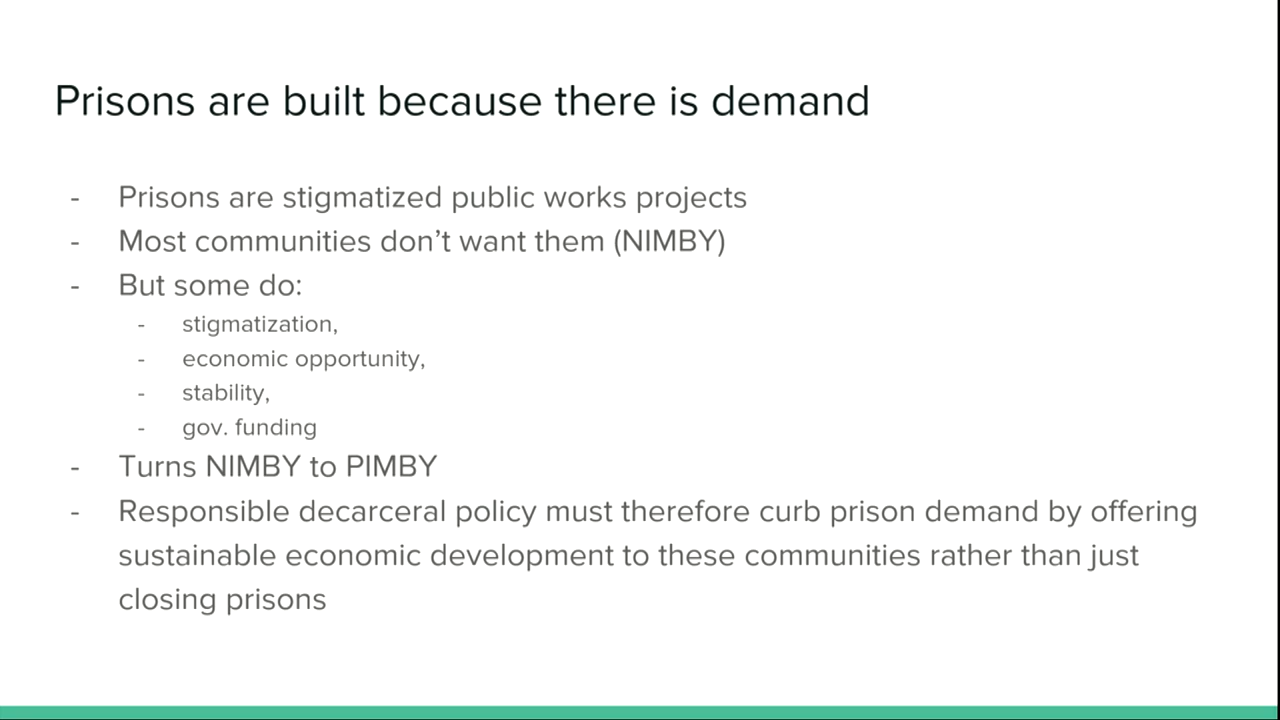 Prisons are built because there is demand
- Prisons are stigmatized public works projects
- Most communities don’t want them (NIMBY)
- But some do:
- stigmatization,
- economic opportunity,
- stability,
- gov. funding
- Turns NIMBY to PIMBY
- Responsible decarceral policy must therefore curb prison demand by offering
sustainable economic development to these communities rather than just
closing prisons